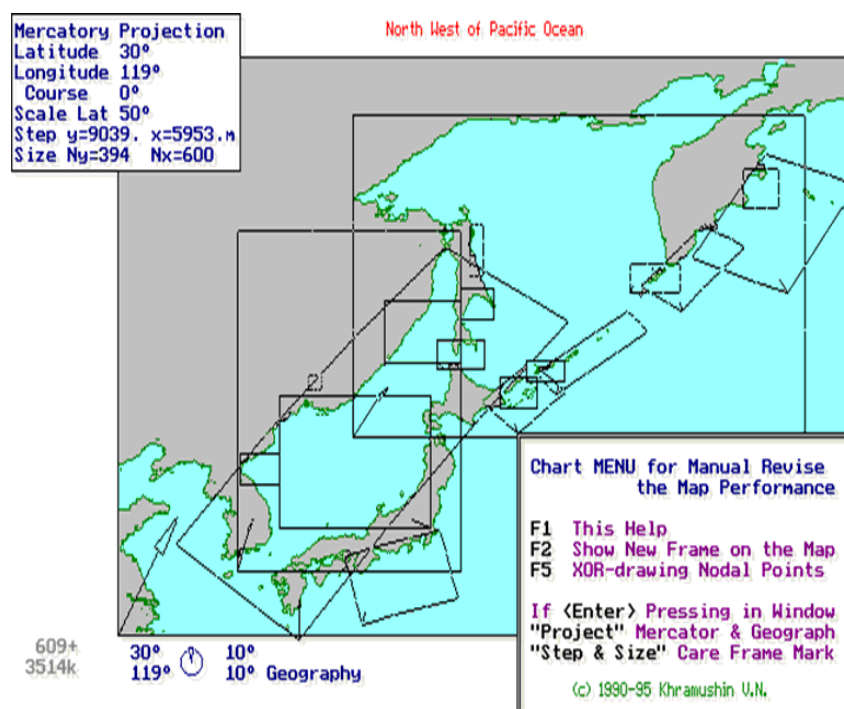 Mercatory Projection
Latitude 30°
Longitude 119°
Course 0°
Scale Lat 50°
Step y=9039. x=5953.m
Size Ny=394 Nx=600
North West of Pacific Ocean
2
Chart MENU for Manual Revise
the Map Performance
F1 This Help
F2 Show New Frame on the Map
F5 XOR-drawing Nodal Points
If <Enter> Pressing in Window
"Project" Mercator & Geograph
"Step & Size" Care Frame Mark
(c) 1990-95 Khramushin V.N.
609+
3514k
30° 10°
119° 10° Geography